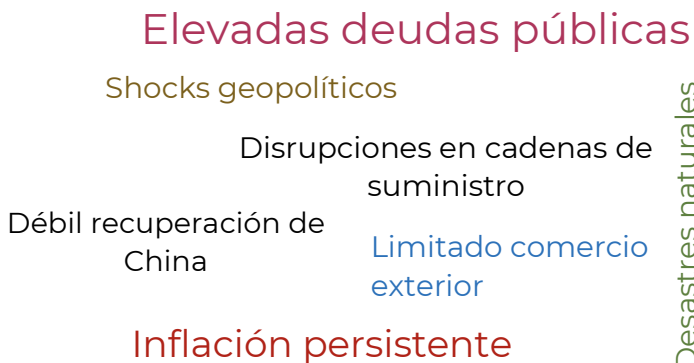 Elevadas deudas públicas
Shocks geopolíticos
Disrupciones en cadenas de
suministro
Débil recuperación de
China
Limitado comercio
exterior
Inflación persistente
Desastres naturales